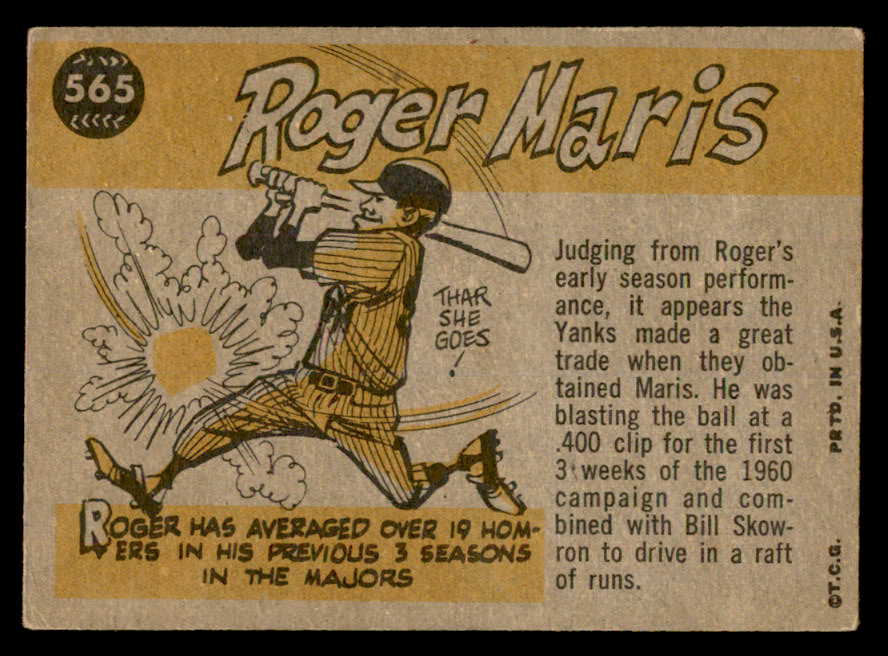 565
Roger Maris
THAR
SHE
GOES
!
Judging from Roger's
early season perform-
ance, it appears the
Yanks made a great
trade when they ob-
tained Maris. He was
blasting the ball at a
.400 clip for the first
3 weeks of the 1960
campaign and com-
bined with Bill Skow-
ron to drive in a raft
of runs.
ROGER HAS AVERAGED OVER 19 HOM-
ERS IN HIS PREVIOUS 3 SEASONS
IN THE MAJORS
©T.C.G. PRTD. IN U.S.A.